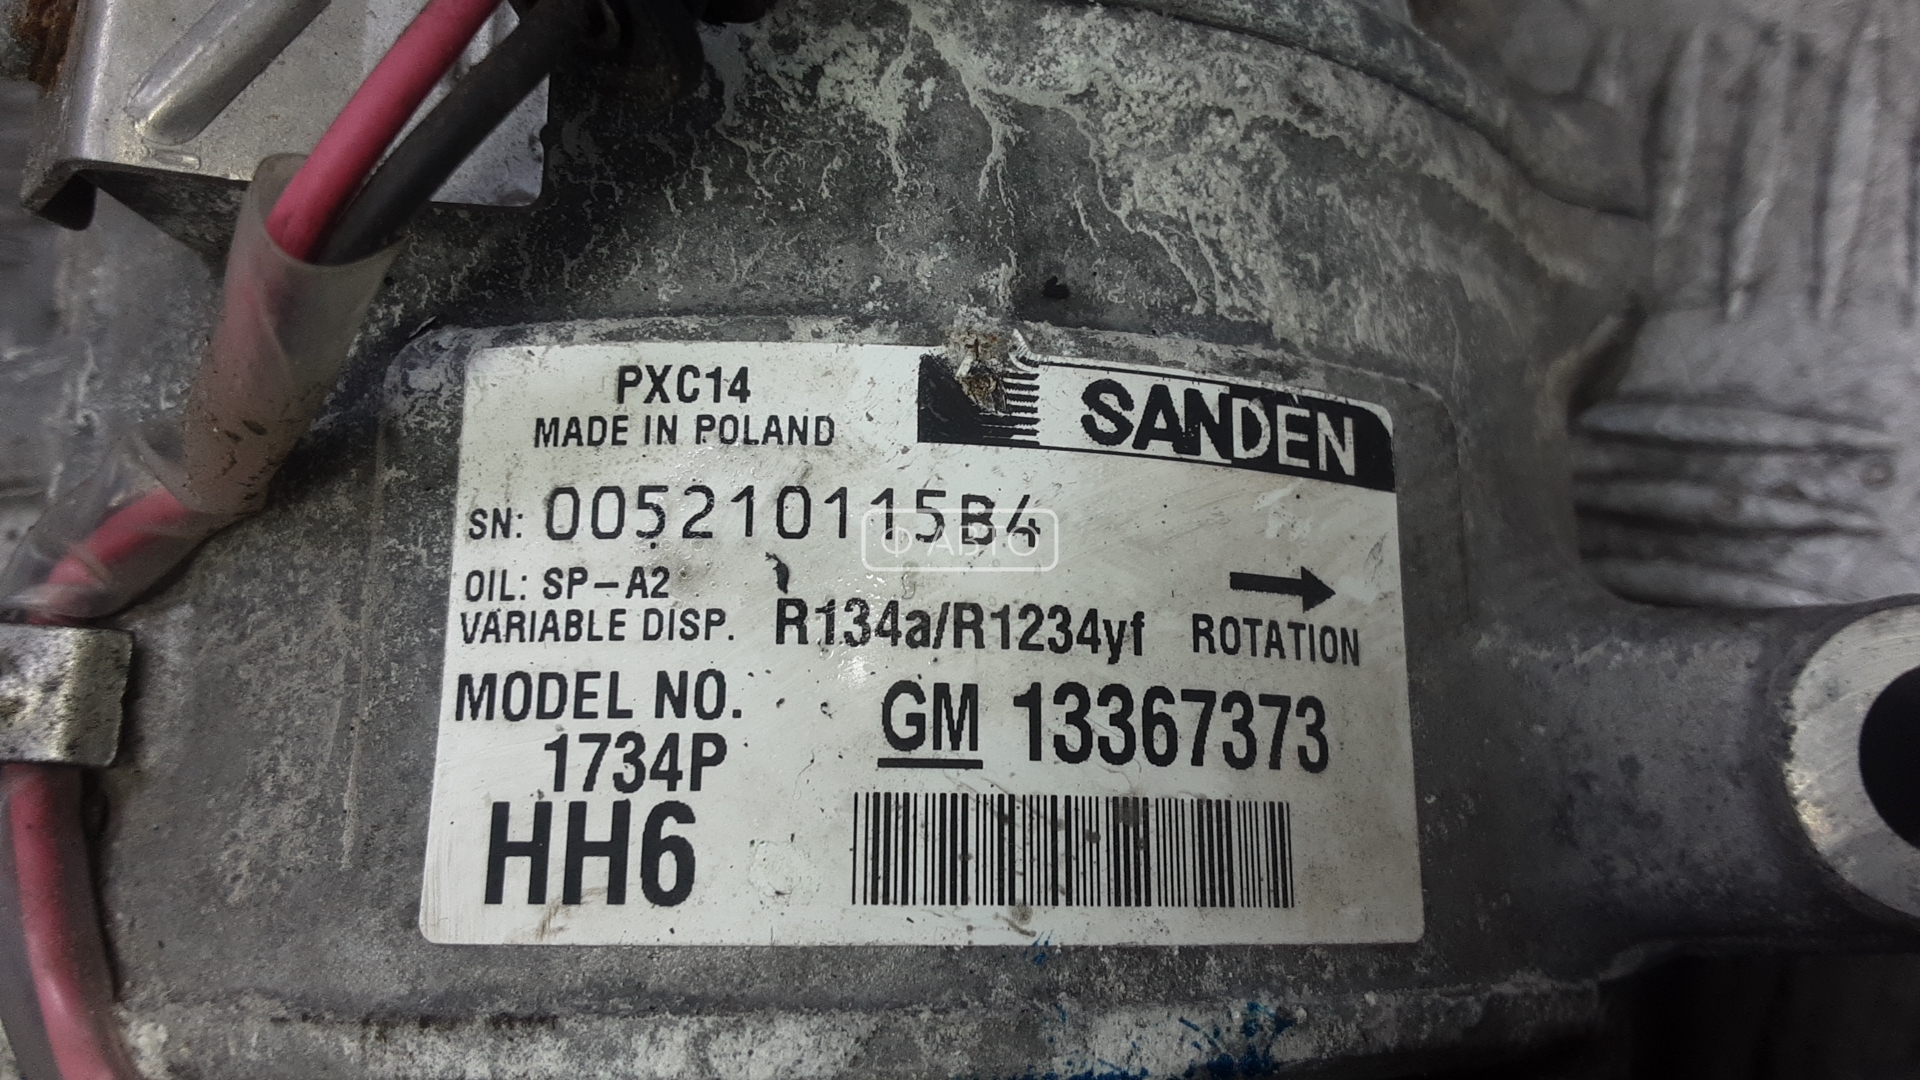 PXC14
MADE IN POLAND
SANDEN
SN: 005210115B4
Ф АВТО
OIL: SP-A2
VARIABLE DISP. R134a/R1234yf ROTATION
MODEL NO.
1734P
GM 13367373
HH6